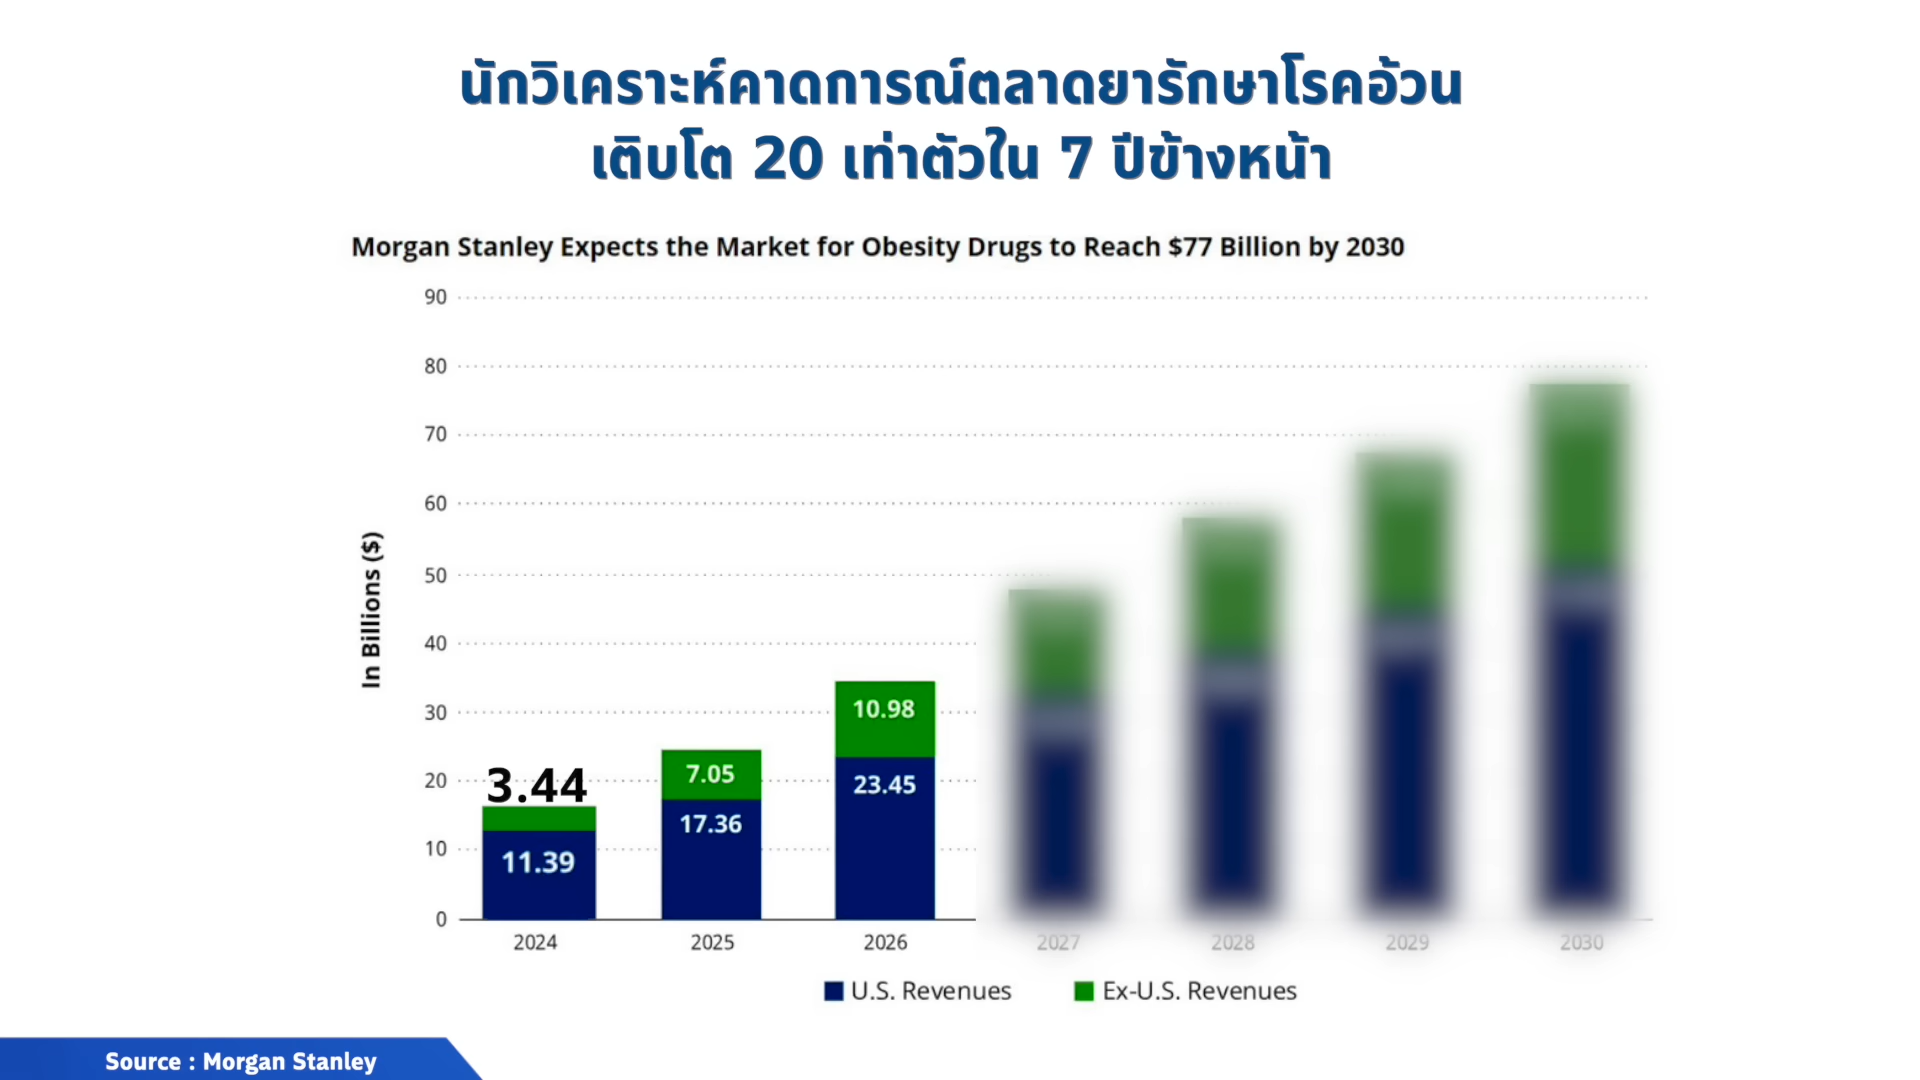 นักวิเคราะห์คาดการณ์ตลาดยารักษาโรคอ้วน
เติบโต 20 เท่าตัวใน 7 ปีข้างหน้า
Morgan Stanley Expects the Market for Obesity Drugs to Reach $77 Billion by 2030
In Billions ($)
90
80
70
60
50
40
30
20
10
0
3.44
11.39
7.05
17.36
10.98
23.45
2024 2025 2026 2027 2028 2029 2030
U.S. Revenues Ex-U.S. Revenues
Source : Morgan Stanley